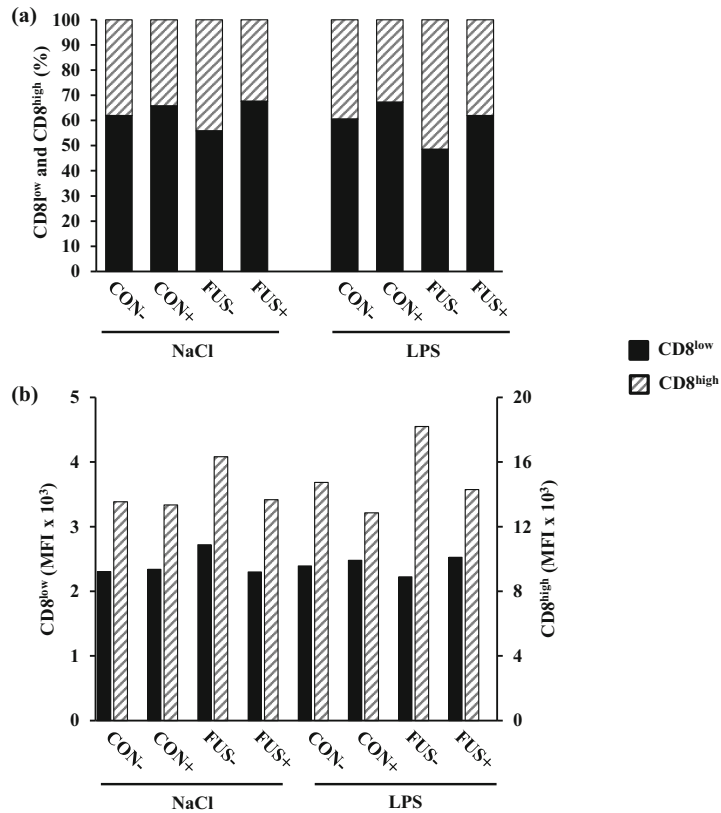 (a)
CD8low and CD8high (%)
100
90
80
70
60
50
40
30
20
10
0
CON-
CON+
FUS-
FUS+
CON-
CON+
FUS-
FUS+
NaCl
LPS
CD8low
CD8high
(b)
CD8low (MFI x 10³)
5
4
3
2
1
0
20
16
12
8
4
0
CD8high (MFI x 10³)
CON-
CON+
FUS-
FUS+
CON-
CON+
FUS-
FUS+
NaCl
LPS